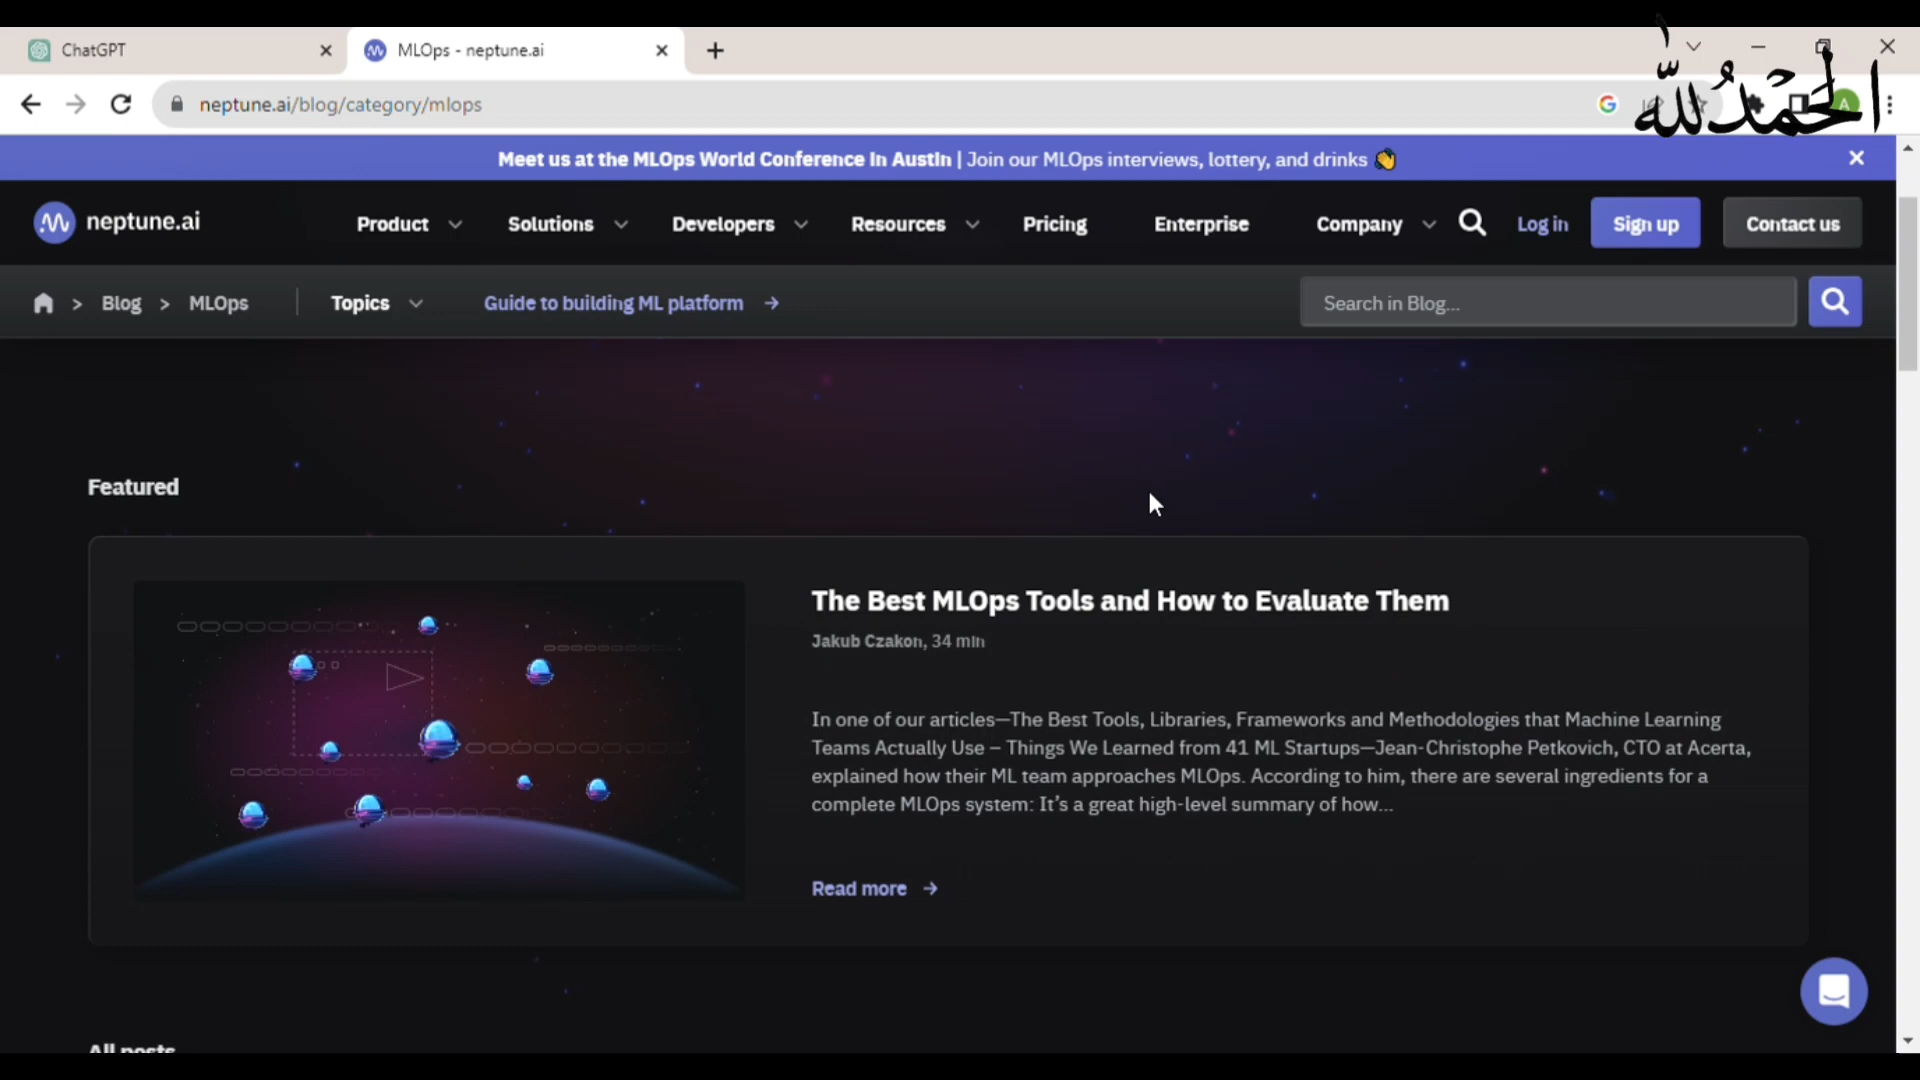 ChatGPT
MLOps - neptune.ai
الحمد لله
neptune.ai/blog/category/mlops
Meet us at the MLOps World Conference in Austin | Join our MLOps interviews, lottery, and drinks 👏
neptune.ai Product Solutions Developers Resources Pricing Enterprise Company Log in Sign up Contact us
> Blog > MLOps Topics Guide to building ML platform → Search in Blog...
Featured
The Best MLOps Tools and How to Evaluate Them
Jakub Czakon, 34 min
In one of our articles—The Best Tools, Libraries, Frameworks and Methodologies that Machine Learning
Teams Actually Use – Things We Learned from 41 ML Startups—Jean-Christophe Petkovich, CTO at Acerta,
explained how their ML team approaches MLOps. According to him, there are several ingredients for a
complete MLOps system: It's a great high-level summary of how...
Read more →
All posts